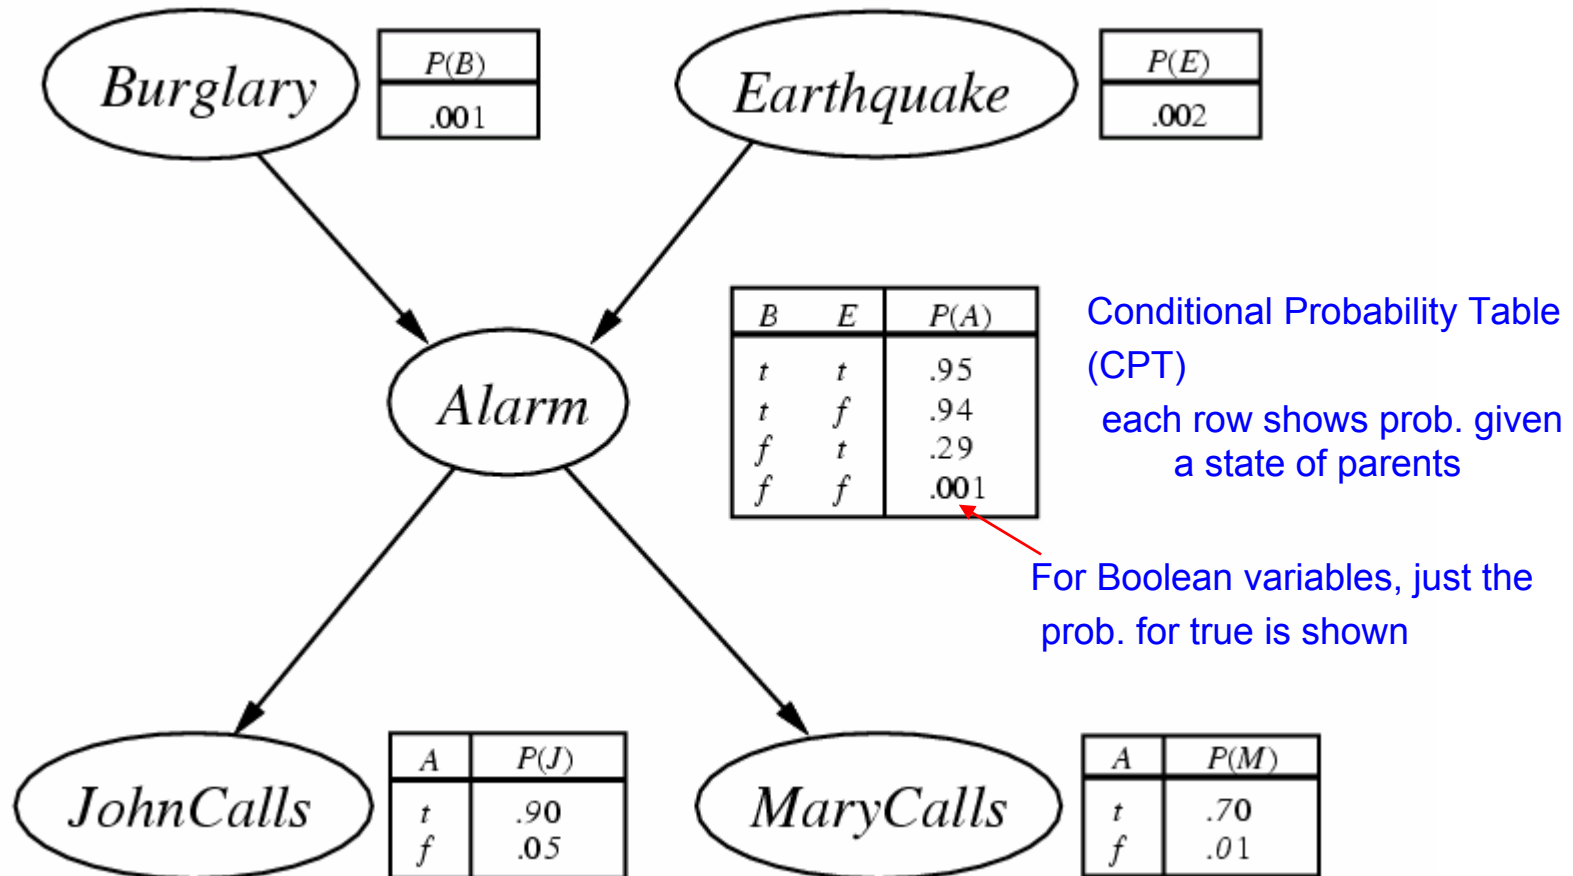 Burglary
P(B)
.001
Earthquake
P(E)
.002
Alarm
B E P(A)
t t .95
t f .94
f t .29
f f .001
Conditional Probability Table
(CPT)
each row shows prob. given
a state of parents
For Boolean variables, just the
prob. for true is shown
JohnCalls
A P(J)
t .90
f .05
MaryCalls
A P(M)
t .70
f .01